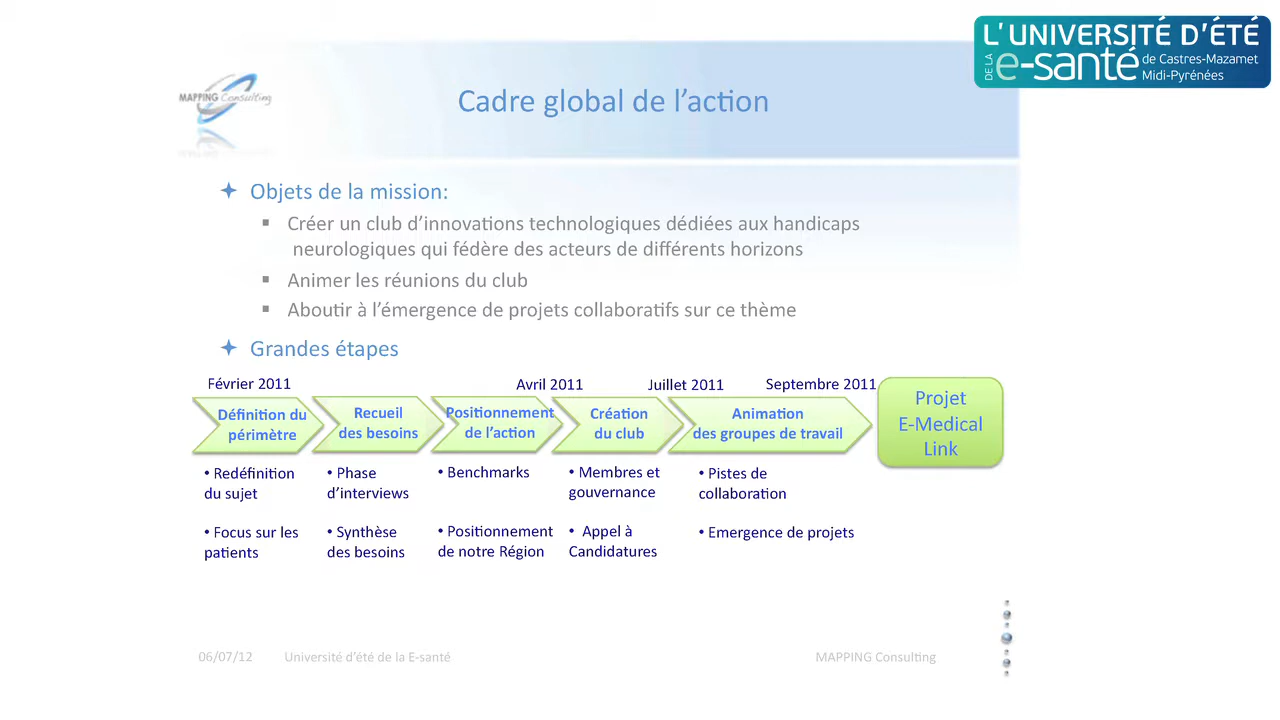 L'UNIVERSITÉ D'ÉTÉ
DE LA e-santé de Castres-Mazamet
Midi-Pyrénées
MAPPING Consulting
Cadre global de l'action
Objets de la mission:
Créer un club d'innovations technologiques dédiées aux handicaps
neurologiques qui fédère des acteurs de différents horizons
Animer les réunions du club
Aboutir à l'émergence de projets collaboratifs sur ce thème
Grandes étapes
Février 2011 Avril 2011 Juillet 2011 Septembre 2011
Définition du
périmètre
Recueil
des besoins
Positionnement
de l'action
Création
du club
Animation
des groupes de travail
Projet
E-Medical
Link
• Redéfinition
du sujet
• Focus sur les
patients
• Phase
d'interviews
• Synthèse
des besoins
• Benchmarks
• Positionnement
de notre Région
• Membres et
gouvernance
• Appel à
Candidatures
• Pistes de
collaboration
• Emergence de projets
06/07/12 Université d'été de la E-santé MAPPING Consulting